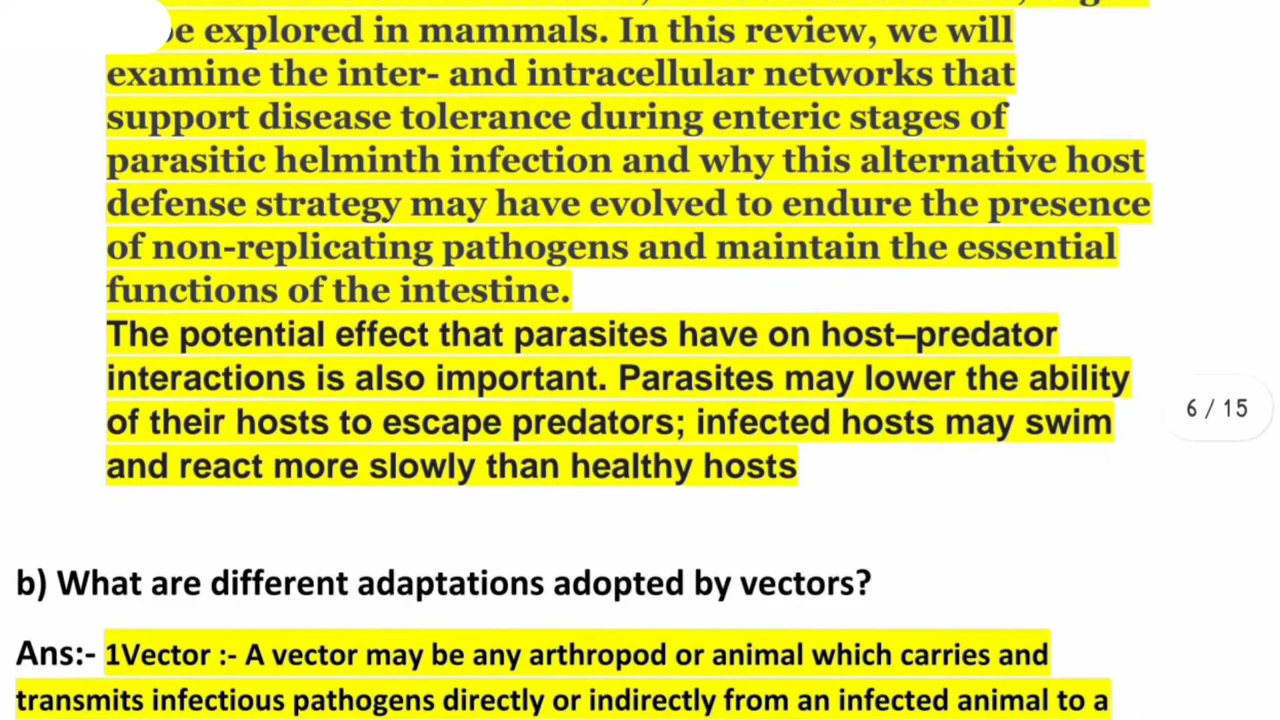 be explored in mammals. In this review, we will
examine the inter- and intracellular networks that
support disease tolerance during enteric stages of
parasitic helminth infection and why this alternative host
defense strategy may have evolved to endure the presence
of non-replicating pathogens and maintain the essential
functions of the intestine.
The potential effect that parasites have on host–predator
interactions is also important. Parasites may lower the ability
of their hosts to escape predators; infected hosts may swim
and react more slowly than healthy hosts
6 / 15
b) What are different adaptations adopted by vectors?
Ans:- 1Vector :- A vector may be any arthropod or animal which carries and
transmits infectious pathogens directly or indirectly from an infected animal to a